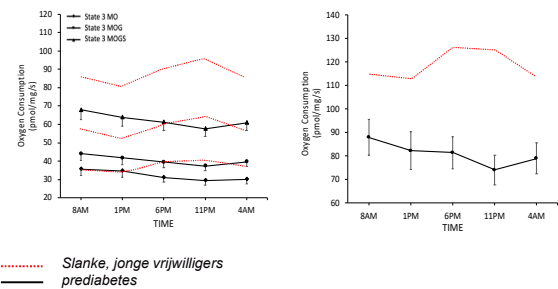 120
110
100
90
80
70
60
50
40
30
20
Oxygen Consumption
(pmol/mg/s)
State 3 MO
State 3 MOG
State 3 MOGS
8AM 1PM 6PM 11PM 4AM
TIME
140
130
120
110
100
90
80
70
60
Oxygen Consumption
(pmol/mg/s)
8AM 1PM 6PM 11PM 4AM
TIME
Slanke, jonge vrijwilligers
prediabetes